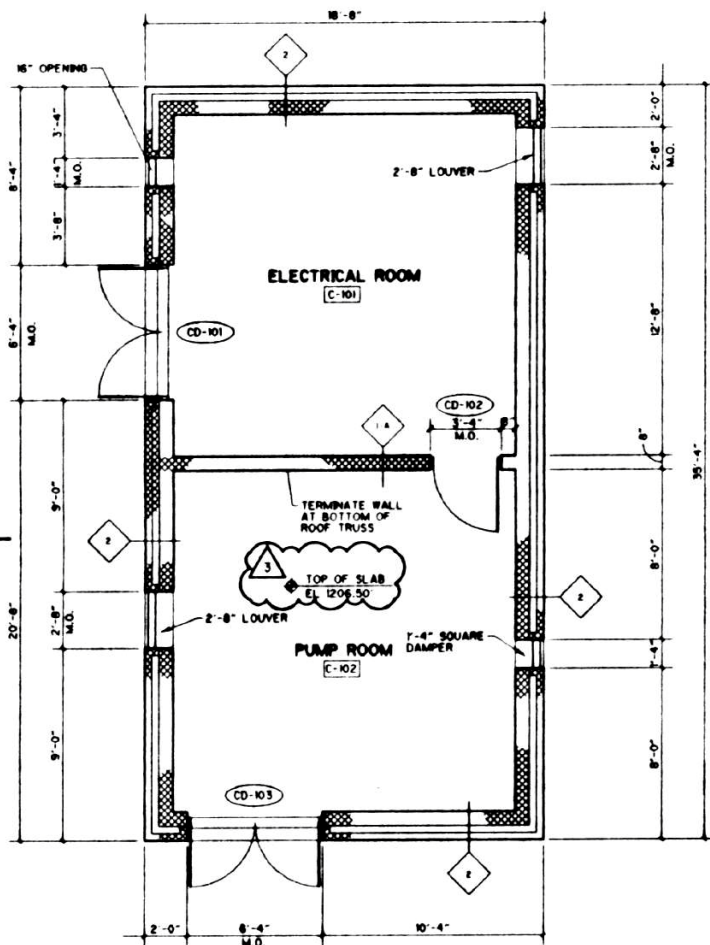 18'-8"
2
16" OPENING
3'-4"
8'-4"
1'-4"
M.O.
3'-8"
2'-0"
2'-8"
M.O.
2'-8" LOUVER
ELECTRICAL ROOM
C-101
6'-4"
M.O.
CD-101
12'-8"
CD-102
3'-4"
M.O.
8"
1A
8"
35'-4"
TERMINATE WALL
AT BOTTOM OF
ROOF TRUSS
9'-0"
2
3
TOP OF SLAB
EL 1206.50'
8'-0"
2
20'-8"
2'-8"
M.O.
2'-8" LOUVER
PUMP ROOM
C-102
1'-4" SQUARE
DAMPER
1'-4"
9'-0"
8'-0"
CD-103
2
2'-0"
6'-4"
M.O.
10'-4"